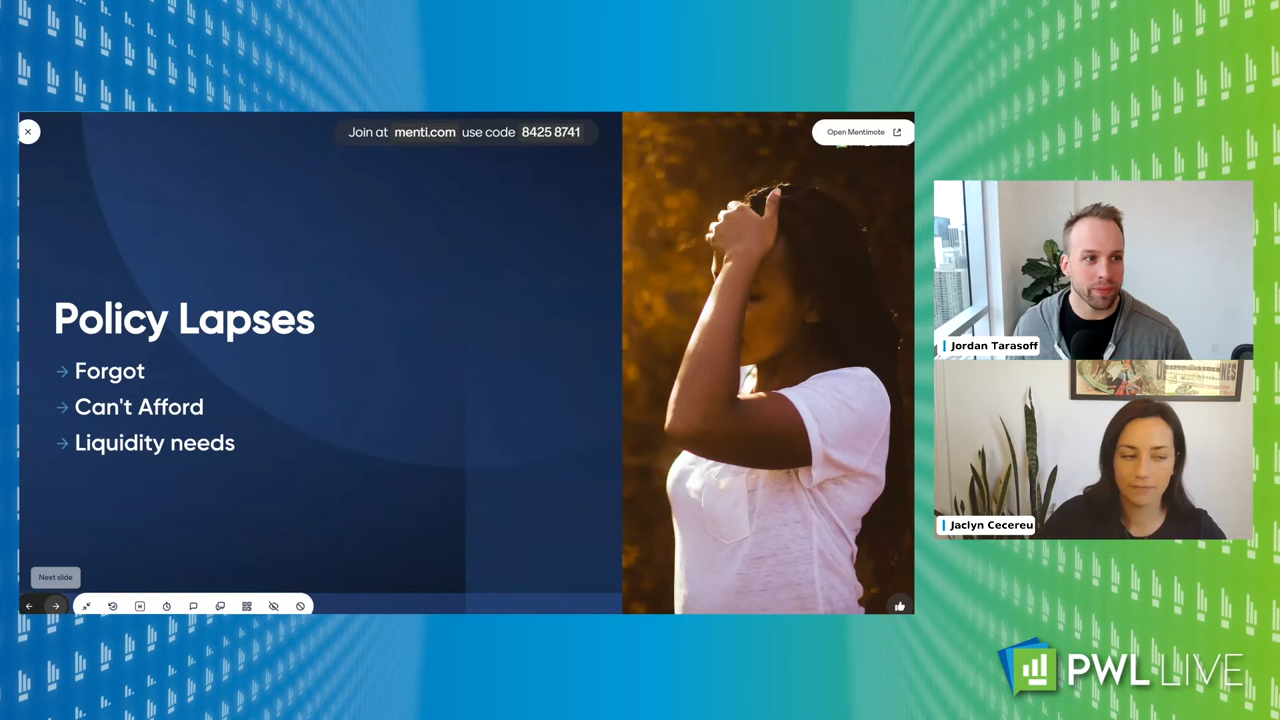 Join at menti.com use code 8425 8741
Open Mentimote
Policy Lapses
→ Forgot
→ Can't Afford
→ Liquidity needs
Next slide
Jordan Tarasoff
Jaclyn Cecereu
PWL LIVE